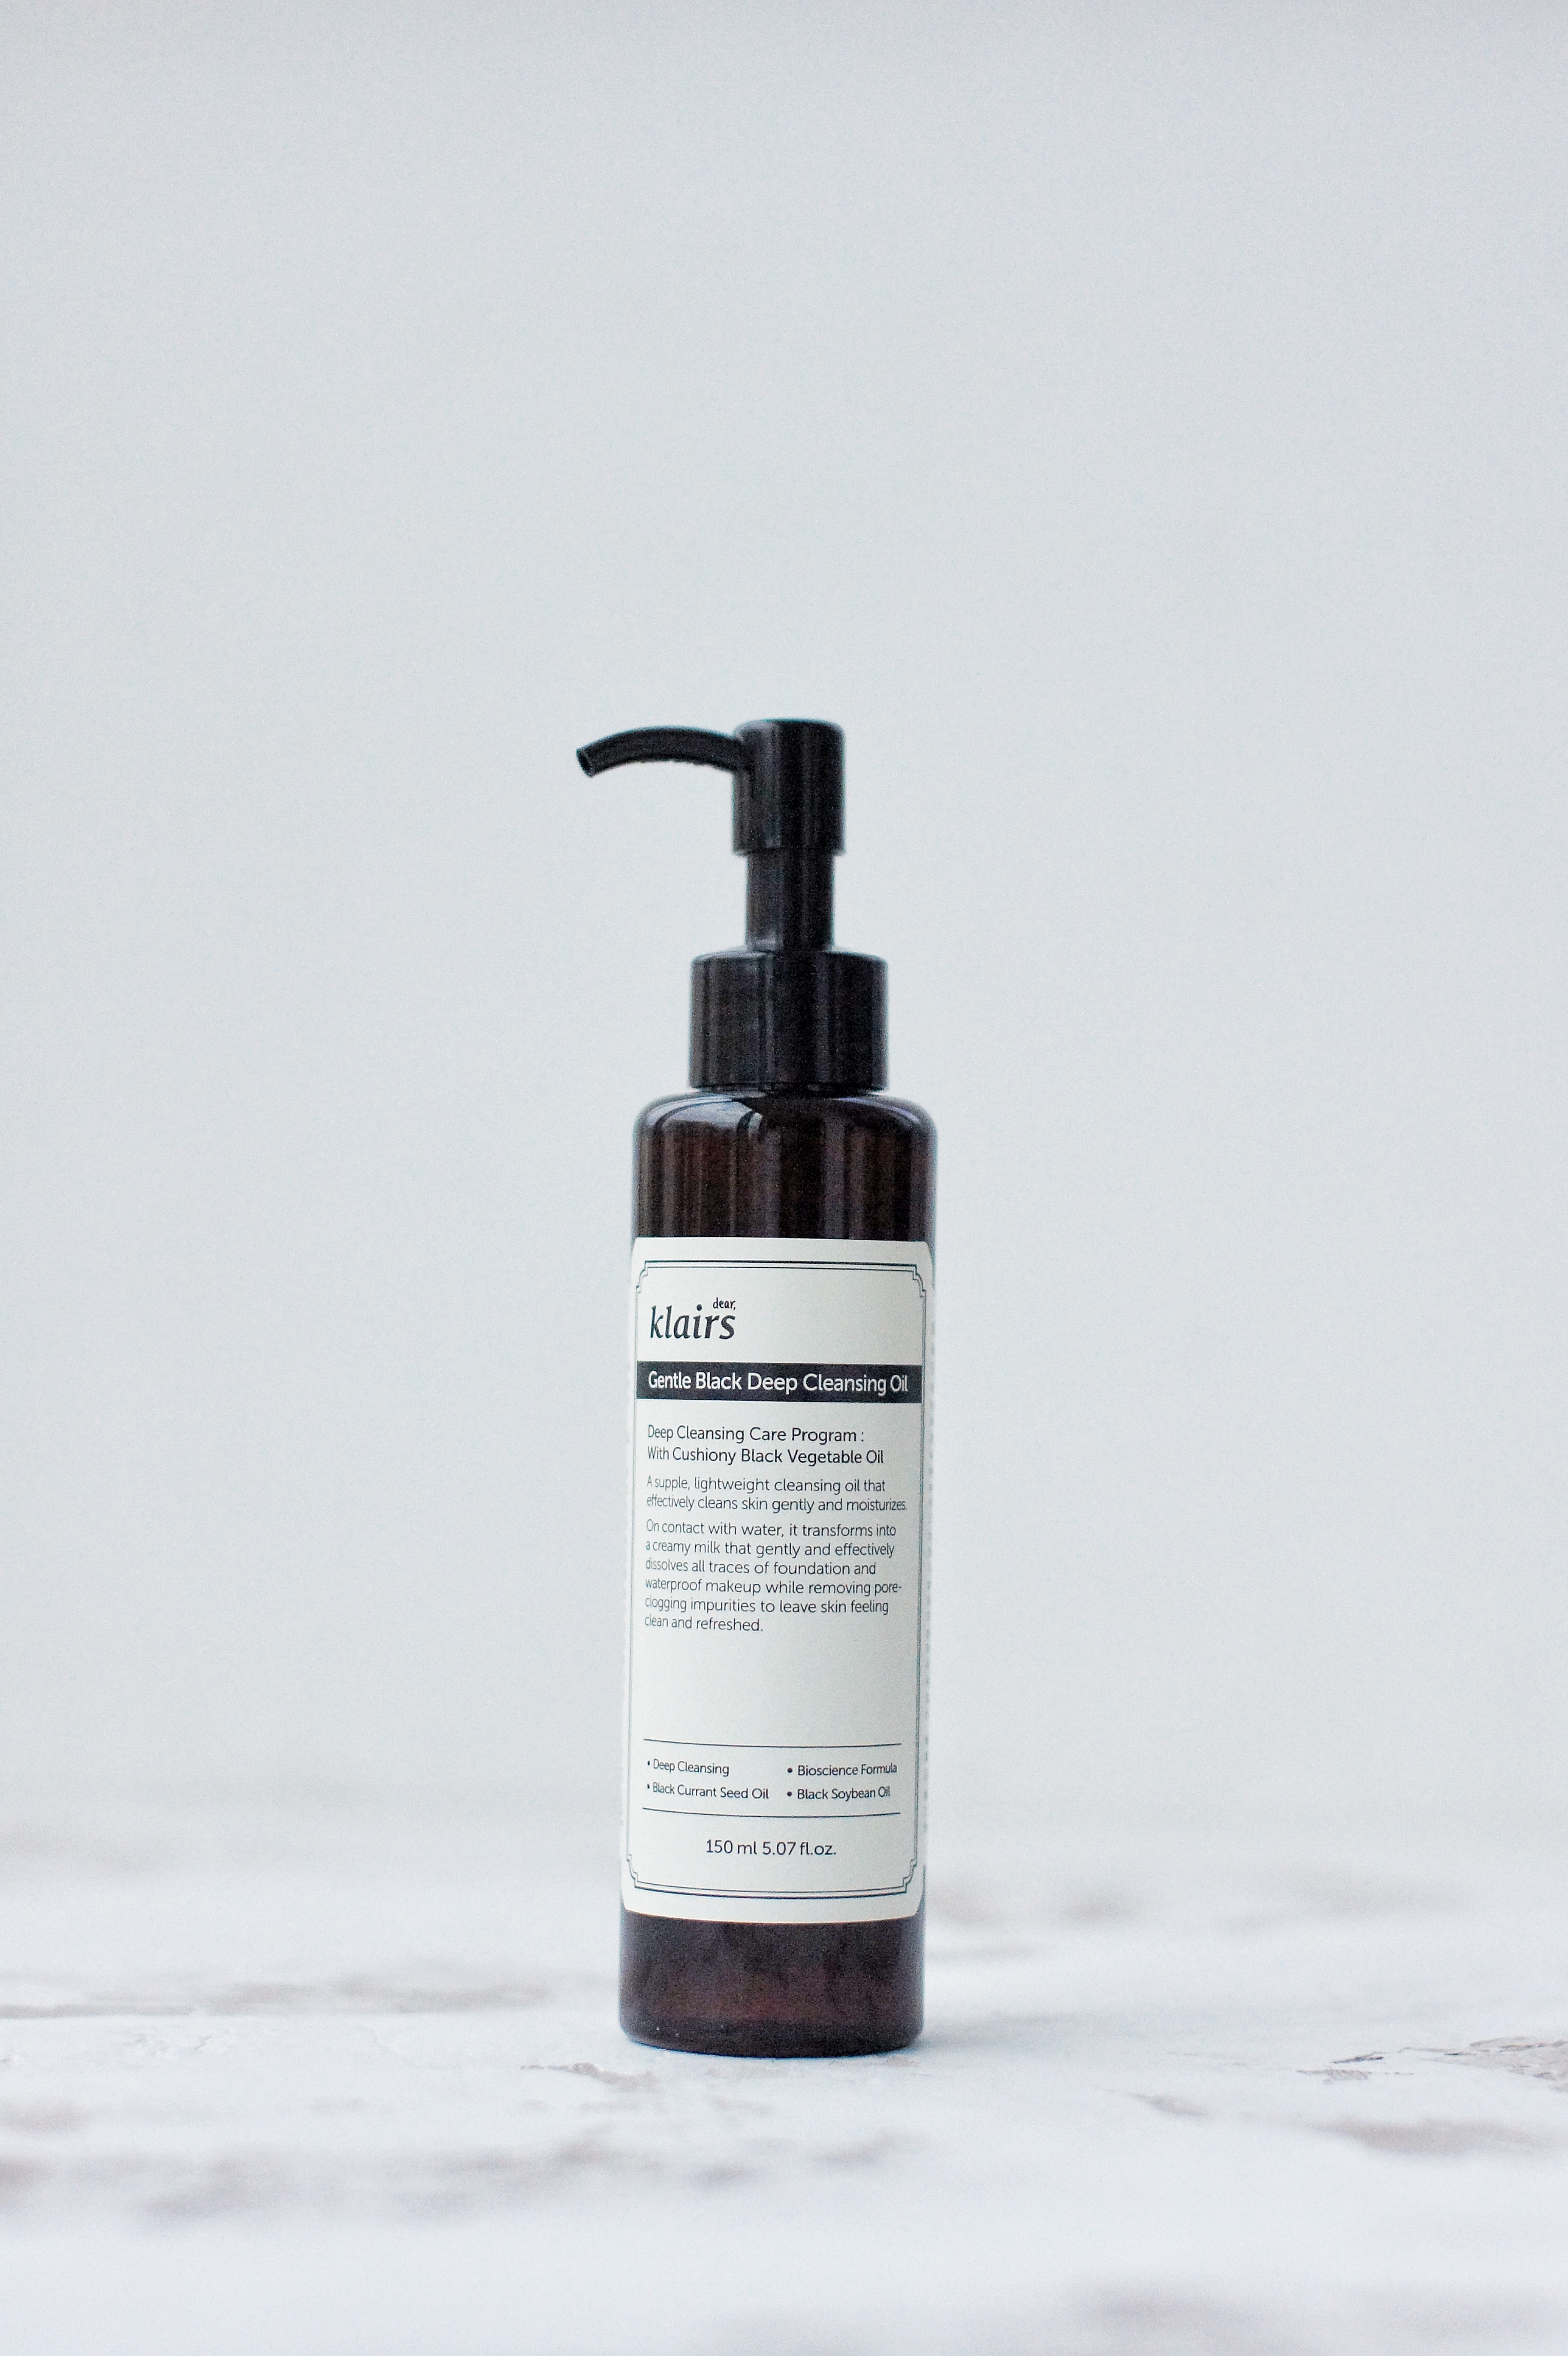 dear,
klairs
Gentle Black Deep Cleansing Oil
Deep Cleansing Care Program :
With Cushiony Black Vegetable Oil
A supple, lightweight cleansing oil that
effectively cleans skin gently and moisturizes.
On contact with water, it transforms into
a creamy milk that gently and effectively
dissolves all traces of foundation and
waterproof makeup while removing pore-
clogging impurities to leave skin feeling
clean and refreshed.
• Deep Cleansing • Bioscience Formula
• Black Currant Seed Oil • Black Soybean Oil
150 ml 5.07 fl.oz.